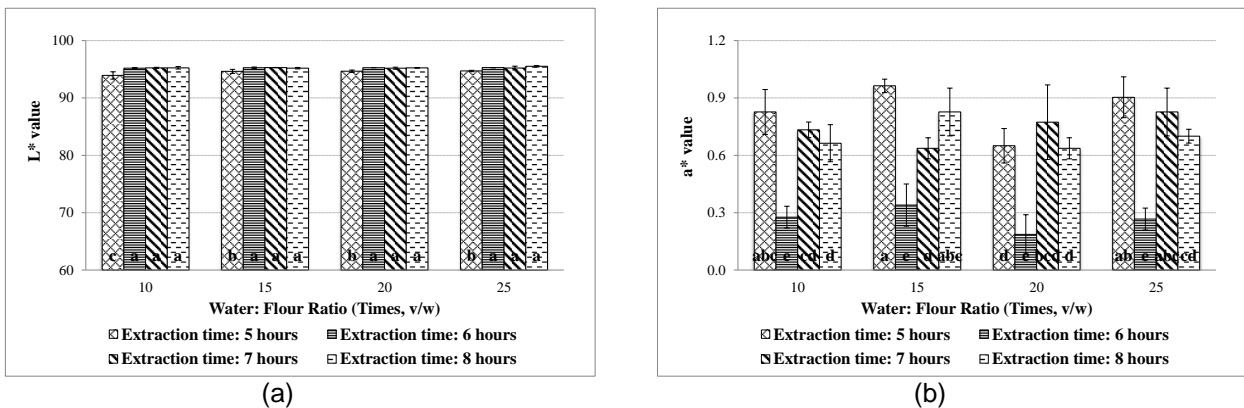 100
90
80
70
60
L* value
c a a a b a a a b a a a b a a a
10 15 20 25
Water: Flour Ratio (Times, v/w)
Extraction time: 5 hours Extraction time: 6 hours
Extraction time: 7 hours Extraction time: 8 hours
(a)
1.2
0.9
0.6
0.3
0.0
a* value
abc e cd d a e d abc d e bcd d ab e abc cd
10 15 20 25
Water: Flour Ratio (Times, v/w)
Extraction time: 5 hours Extraction time: 6 hours
Extraction time: 7 hours Extraction time: 8 hours
(b)